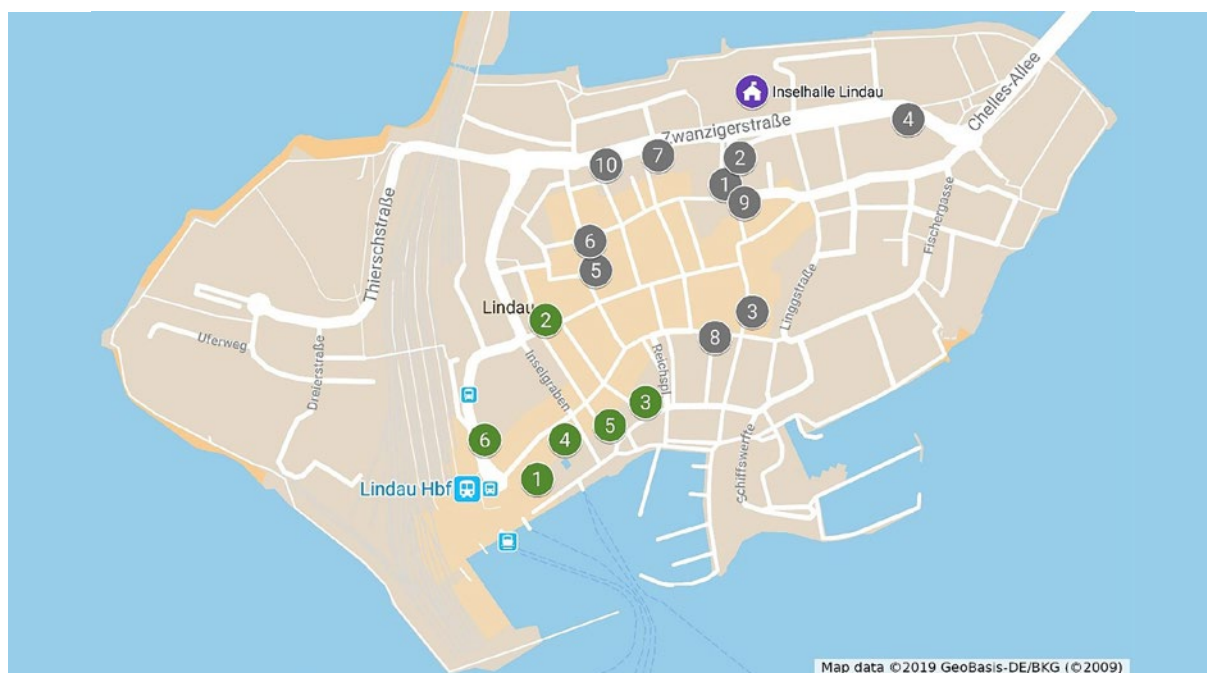 Inselhalle Lindau
Chelles-Allee
Zwanzigerstraße
4
7
2
10
1
9
Thierschstraße
Fischergasse
6
5
Linggstraße
Lindau
2
3
8
Uferweg
Dreierstraße
Inselgraben
Reichspl
3
5
6
4
1
Lindau Hbf
schiffswerfte
Map data ©2019 GeoBasis-DE/BKG (©2009)